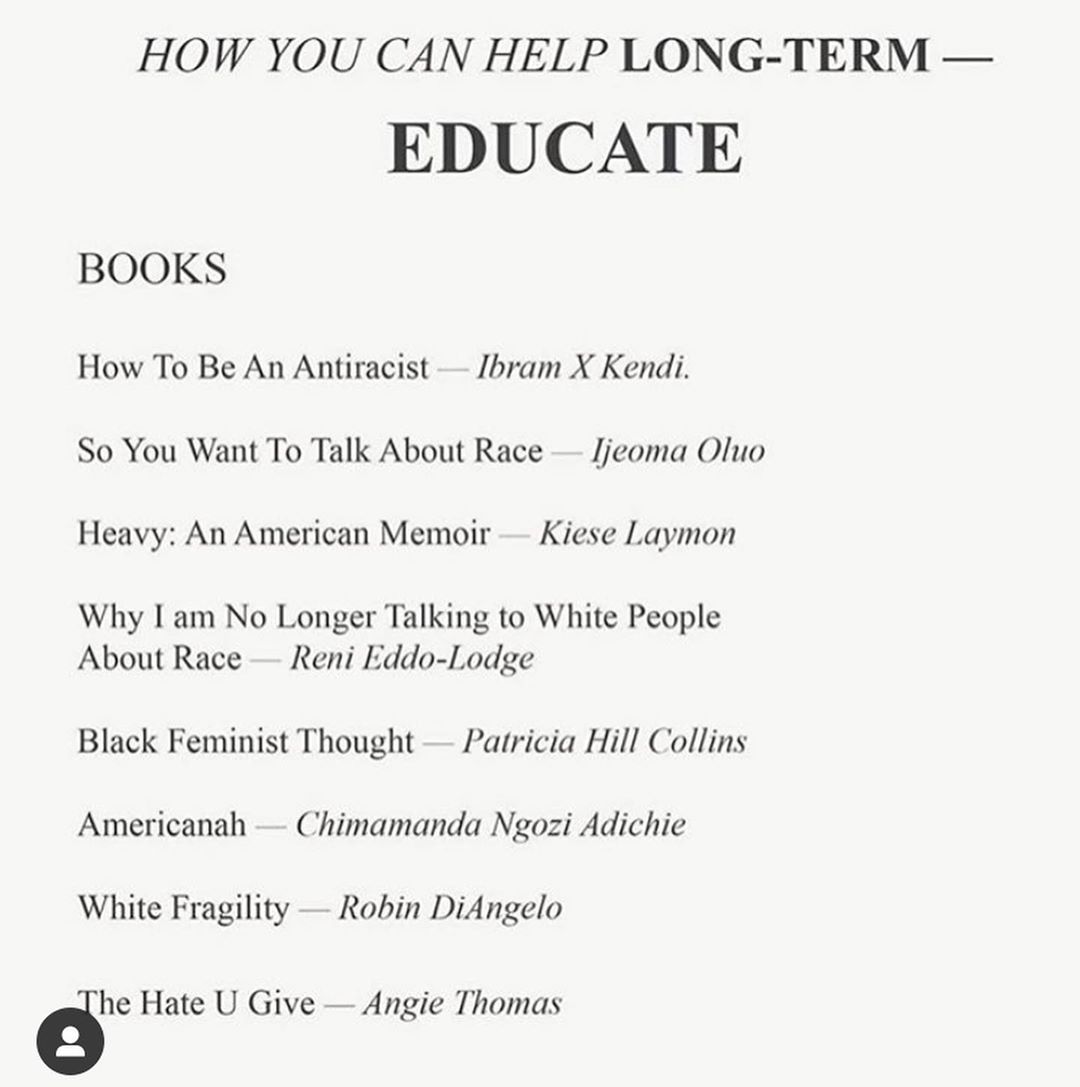 HOW YOU CAN HELP LONG-TERM —
EDUCATE
BOOKS
How To Be An Antiracist — Ibram X Kendi.
So You Want To Talk About Race — Ijeoma Oluo
Heavy: An American Memoir — Kiese Laymon
Why I am No Longer Talking to White People
About Race — Reni Eddo-Lodge
Black Feminist Thought — Patricia Hill Collins
Americanah — Chimamanda Ngozi Adichie
White Fragility — Robin DiAngelo
The Hate U Give — Angie Thomas